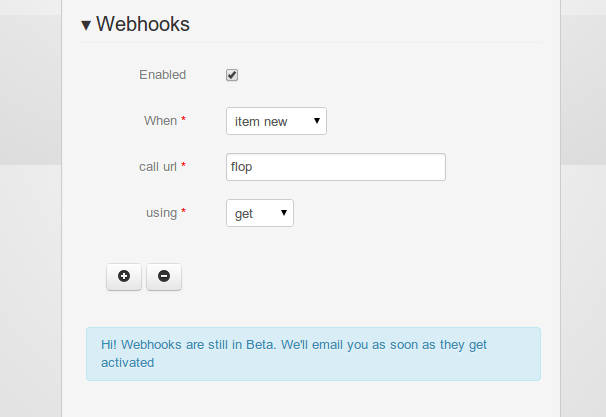 Webhooks
Enabled
When *
item new
call url *
flop
using *
get
Hi! Webhooks are still in Beta. We'll email you as soon as they get
activated